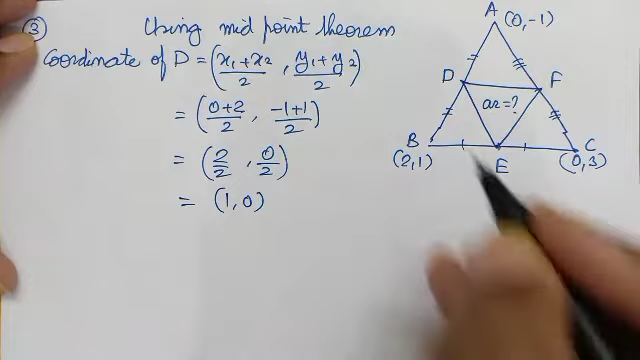 ③ Using mid point theorem
Coordinate of D = (x₁+x₂/2 , y₁+y₂/2)
= (0+2/2 , -1+1/2)
= (2/2 , 0/2)
= (1, 0)
A (0,-1)
D F
ar=?
B C
(2,1) E (0,3)